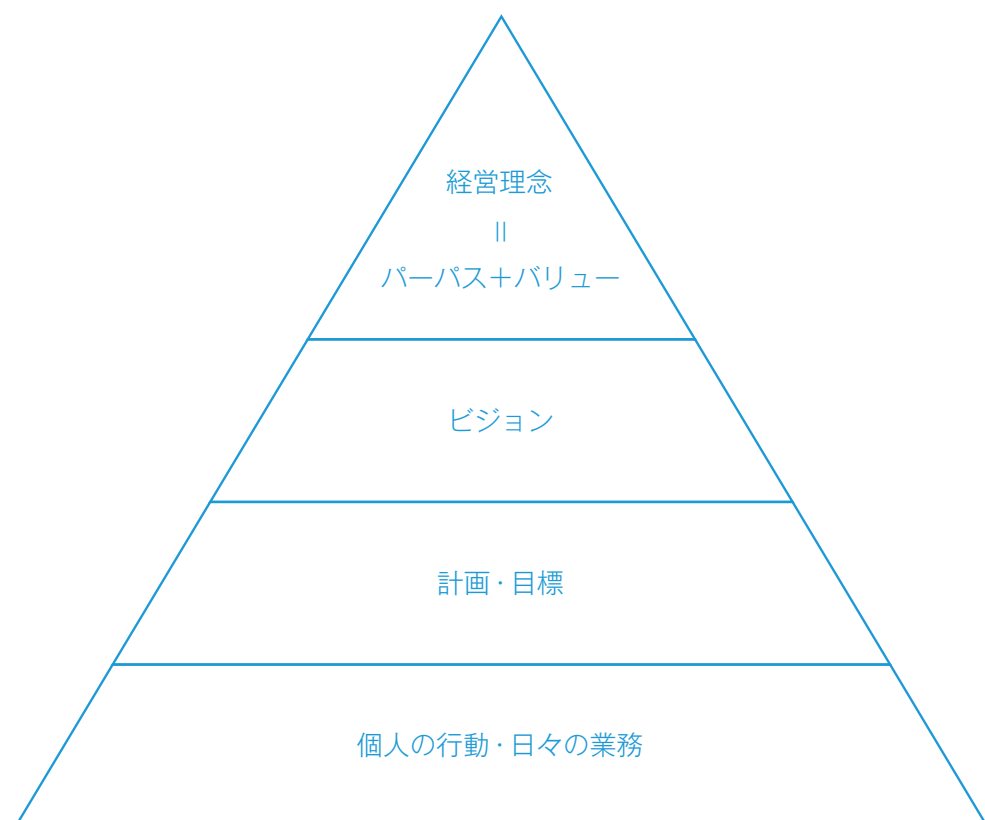 経営理念
＝
パーパス＋バリュー
ビジョン
計画・目標
個人の行動・日々の業務